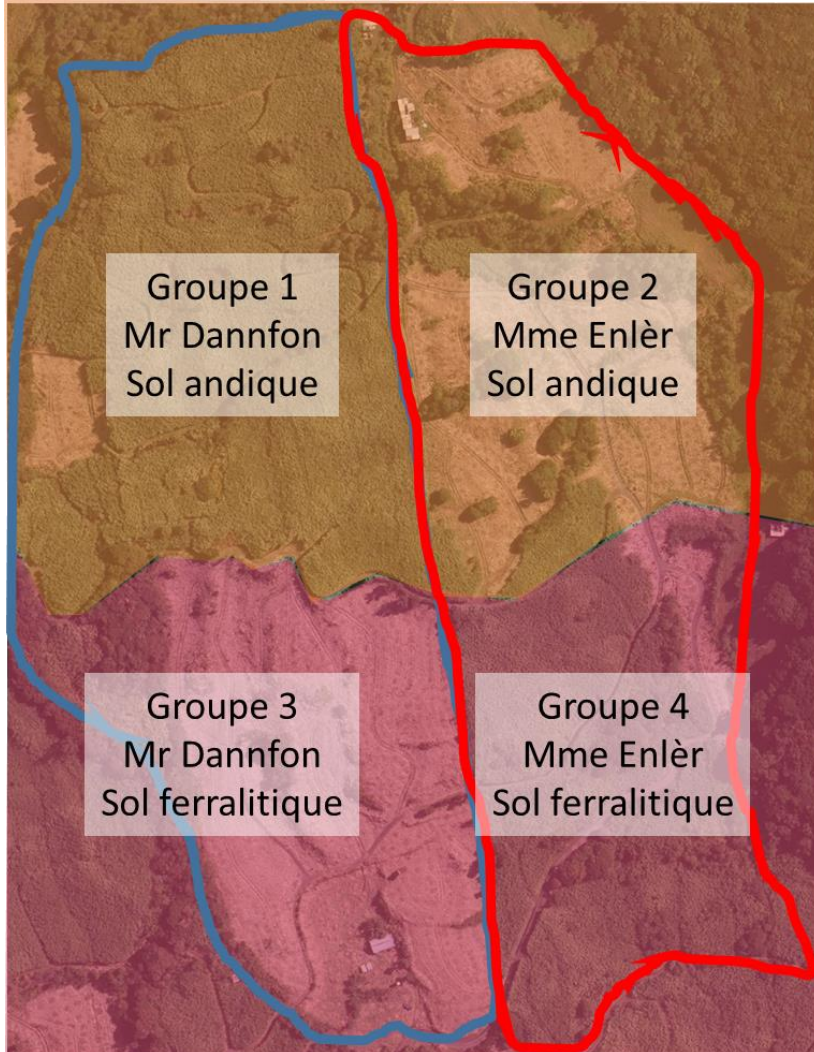 Groupe 1
Mr Dannfon
Sol andique
Groupe 2
Mme Enlèr
Sol andique
Groupe 3
Mr Dannfon
Sol ferralitique
Groupe 4
Mme Enlèr
Sol ferralitique